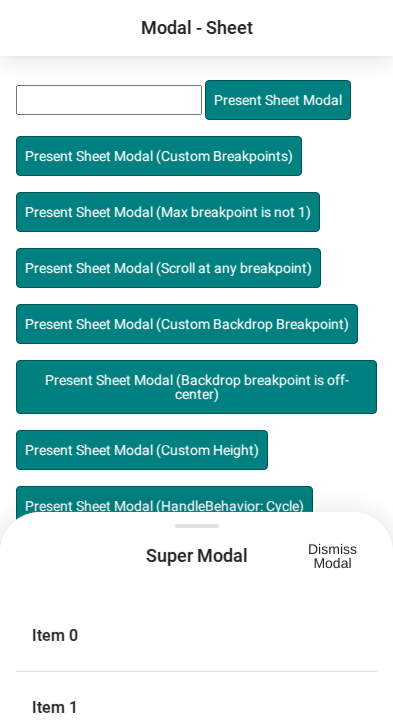 Modal - Sheet
Present Sheet Modal
Present Sheet Modal (Custom Breakpoints)
Present Sheet Modal (Max breakpoint is not 1)
Present Sheet Modal (Scroll at any breakpoint)
Present Sheet Modal (Custom Backdrop Breakpoint)
Present Sheet Modal (Backdrop breakpoint is off-
center)
Present Sheet Modal (Custom Height)
Present Sheet Modal (HandleBehavior: Cycle)
Super Modal
Dismiss
Modal
Item 0
Item 1